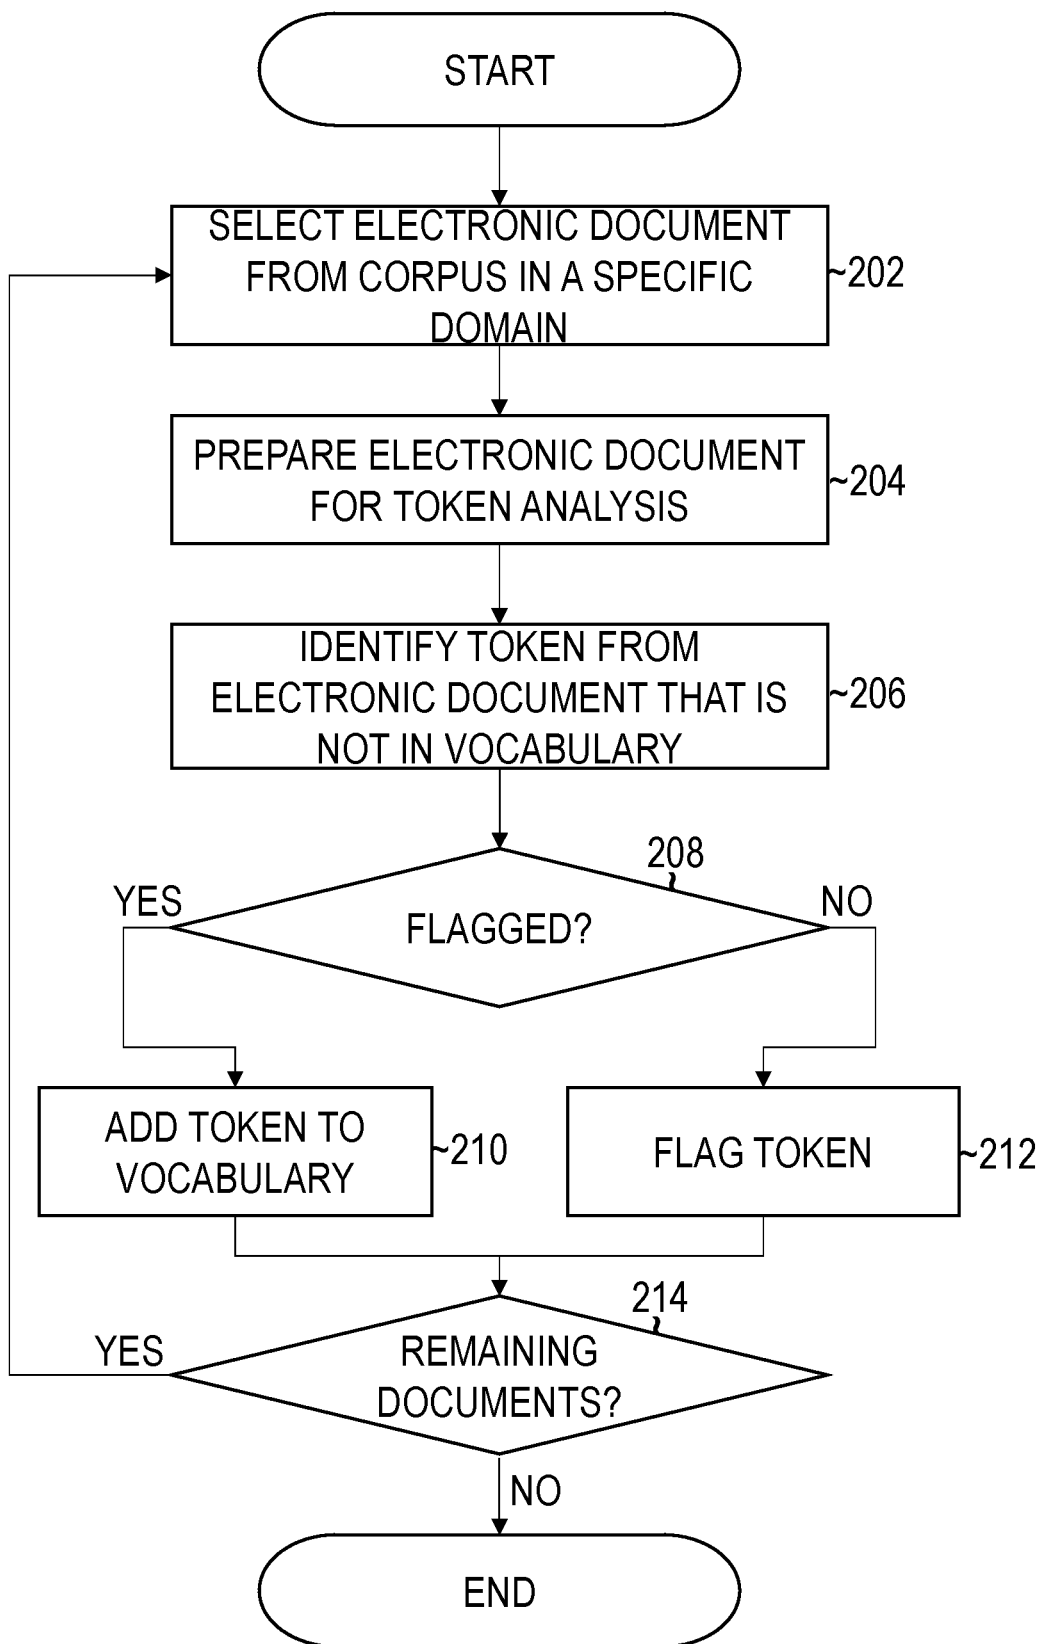 START
SELECT ELECTRONIC DOCUMENT
FROM CORPUS IN A SPECIFIC
DOMAIN
~202
PREPARE ELECTRONIC DOCUMENT
FOR TOKEN ANALYSIS
~204
IDENTIFY TOKEN FROM
ELECTRONIC DOCUMENT THAT IS
NOT IN VOCABULARY
~206
208
YES
NO
FLAGGED?
ADD TOKEN TO
VOCABULARY
~210
FLAG TOKEN
~212
214
YES
REMAINING
DOCUMENTS?
NO
END